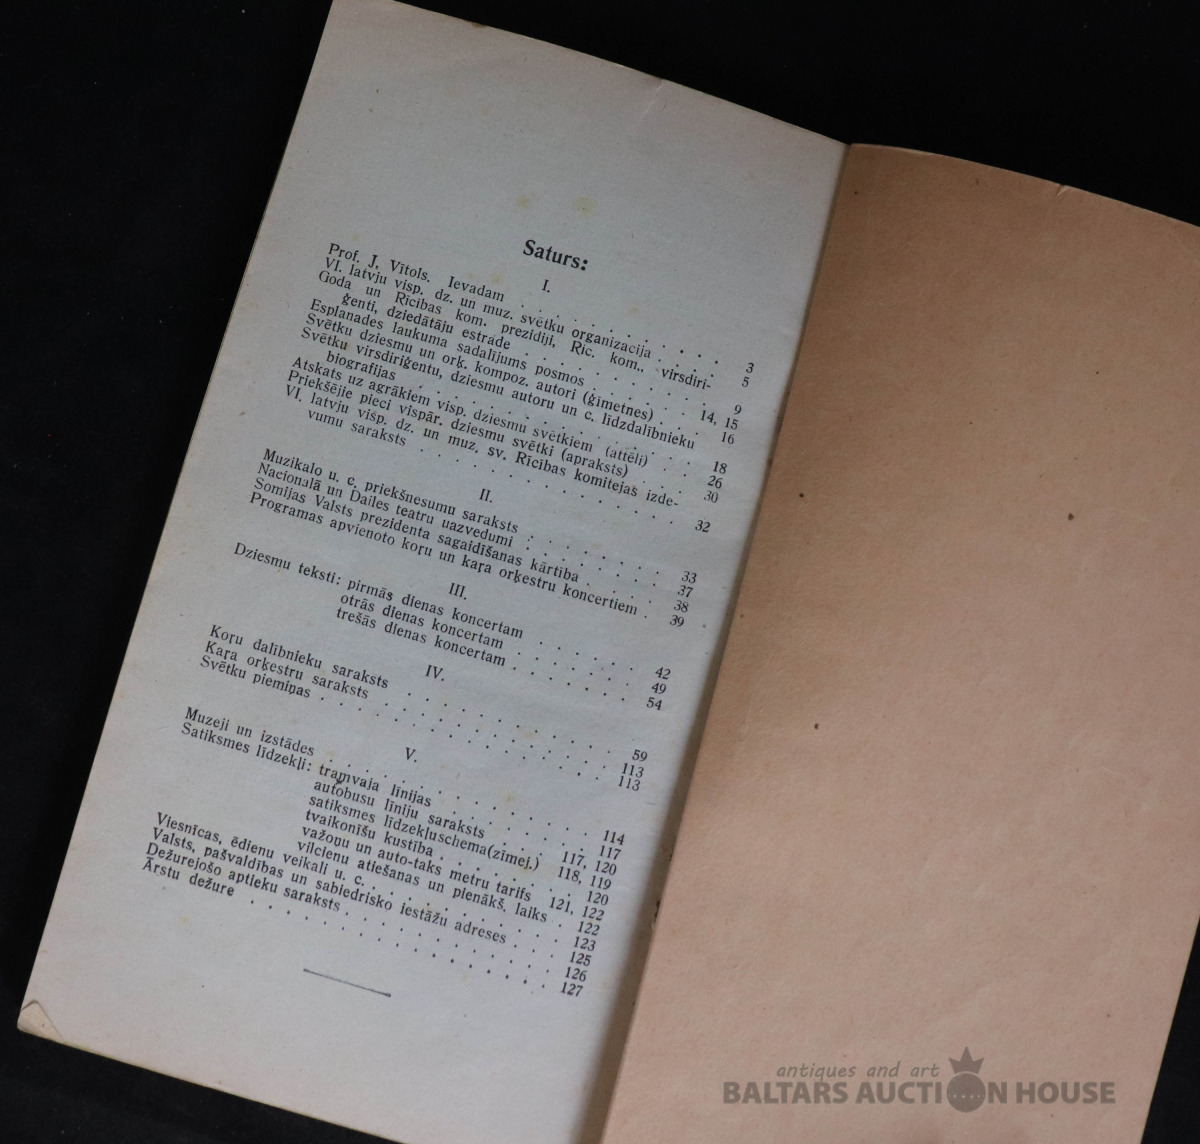 Saturs:
I.
Prof. J. Vītols. Ievadam . . . . . . . . . . 3
VI. latvju visp. dz. un muz. svētku organizacija . . . 5
Goda un Rīcības kom. prezidiji, Rīc. kom., virsdiri-
ģenti, dziedātāju estrade . . . . . . . . 9
Esplanades laukuma sadalījums posmos . . . . 14, 15
Svētku dziesmu un ork. kompoz. autori (ģimetnes) . . 16
Svētku virsdiriģentu, dziesmu autoru un c. līdzdalībnieku
biografijas . . . . . . . . . . . . 18
Atskats uz agrākiem visp. dziesmu svētkiem (attēli) . . 26
Priekšējie pieci vispār. dziesmu svētki (apraksts) . . . 30
VI. latvju visp. dz. un muz. sv. Rīcības komitejas izde-
vumu saraksts . . . . . . . . . . . 32
II.
Muzikalo u. c. priekšnesumu saraksts . . . . . . 33
Nacionalā un Dailes teatru uzvedumi . . . . . . 37
Somijas Valsts prezidenta sagaidīšanas kārtība . . . 38
Programas apvienoto koŗu un kaŗa orķestru koncertiem . 39
III.
Dziesmu teksti: pirmās dienas koncertam . . . . . 42
otrās dienas koncertam . . . . . . 49
trešās dienas koncertam . . . . . . 54
IV.
Koŗu dalībnieku saraksts . . . . . . . . . 59
Kaŗa orķestru saraksts . . . . . . . . . . 113
Svētku piemiņas . . . . . . . . . . . . 113
V.
Muzeji un izstādes . . . . . . . . . . . 114
Satiksmes līdzekļi: tramvaja līnijas . . . . . . . 117
autobusu līniju saraksts . . . . 117, 120
satiksmes līdzekļu schema (zīmej.) 118, 119
tvaikonīšu kustība . . . . . . . 120
važoņu un auto-taks metru tarifs 121, 122
vilcienu atiešanas un pienākš. laiks . 122
Viesnīcas, ēdienu veikali u. c. . . . . . . . . 123
Valsts, pašvaldības un sabiedrisko iestāžu adreses . . . 125
Dežurejošo aptieku saraksts . . . . . . . . . 126
Ārstu dežure . . . . . . . . . . . . . 127
antiques and art
BALTARS AUCTION HOUSE